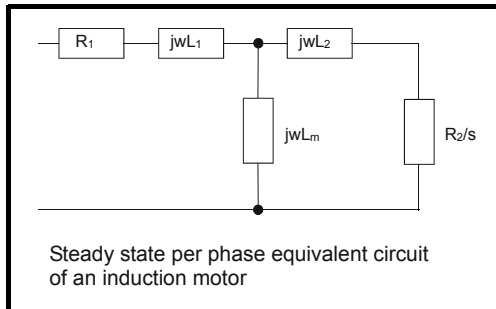 R₁ jwL₁ jwL₂
jwLₘ R₂/s
Steady state per phase equivalent circuit
of an induction motor